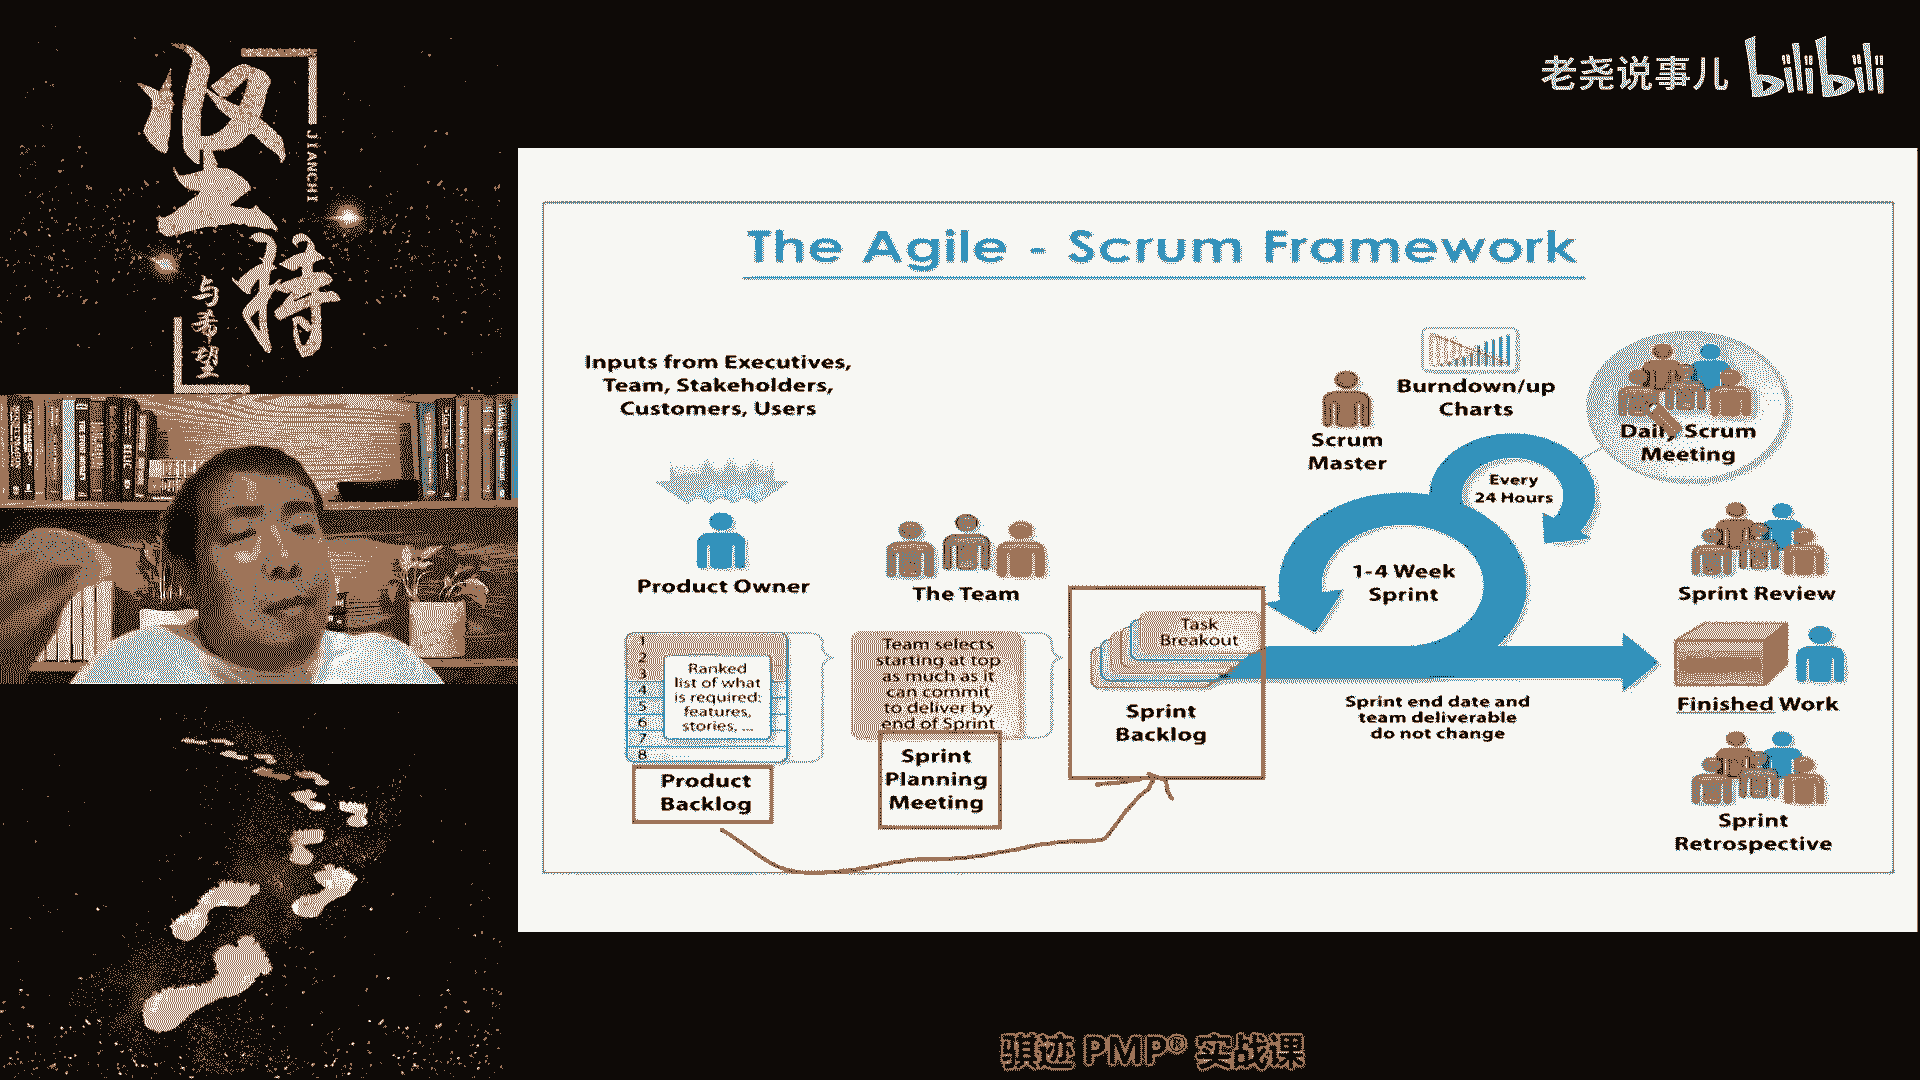 坚持
JIANCHI
与希望
老尧说事儿 bilibili
The Agile - Scrum Framework
Inputs from Executives,
Team, Stakeholders,
Customers, Users
Product Owner
The Team
1
2
3
4
5
6
7
8
Ranked
list of what
is required:
features,
stories, ...
Product
Backlog
Team selects
starting at top
as much as it
can commit
to deliver by
end of Sprint
Sprint
Planning
Meeting
Task
Breakout
Sprint
Backlog
Scrum
Master
Burndown/up
Charts
Every
24 Hours
1-4 Week
Sprint
Sprint end date and
team deliverable
do not change
Daily Scrum
Meeting
Sprint Review
Finished Work
Sprint
Retrospective
骐迹 PMP® 实战课